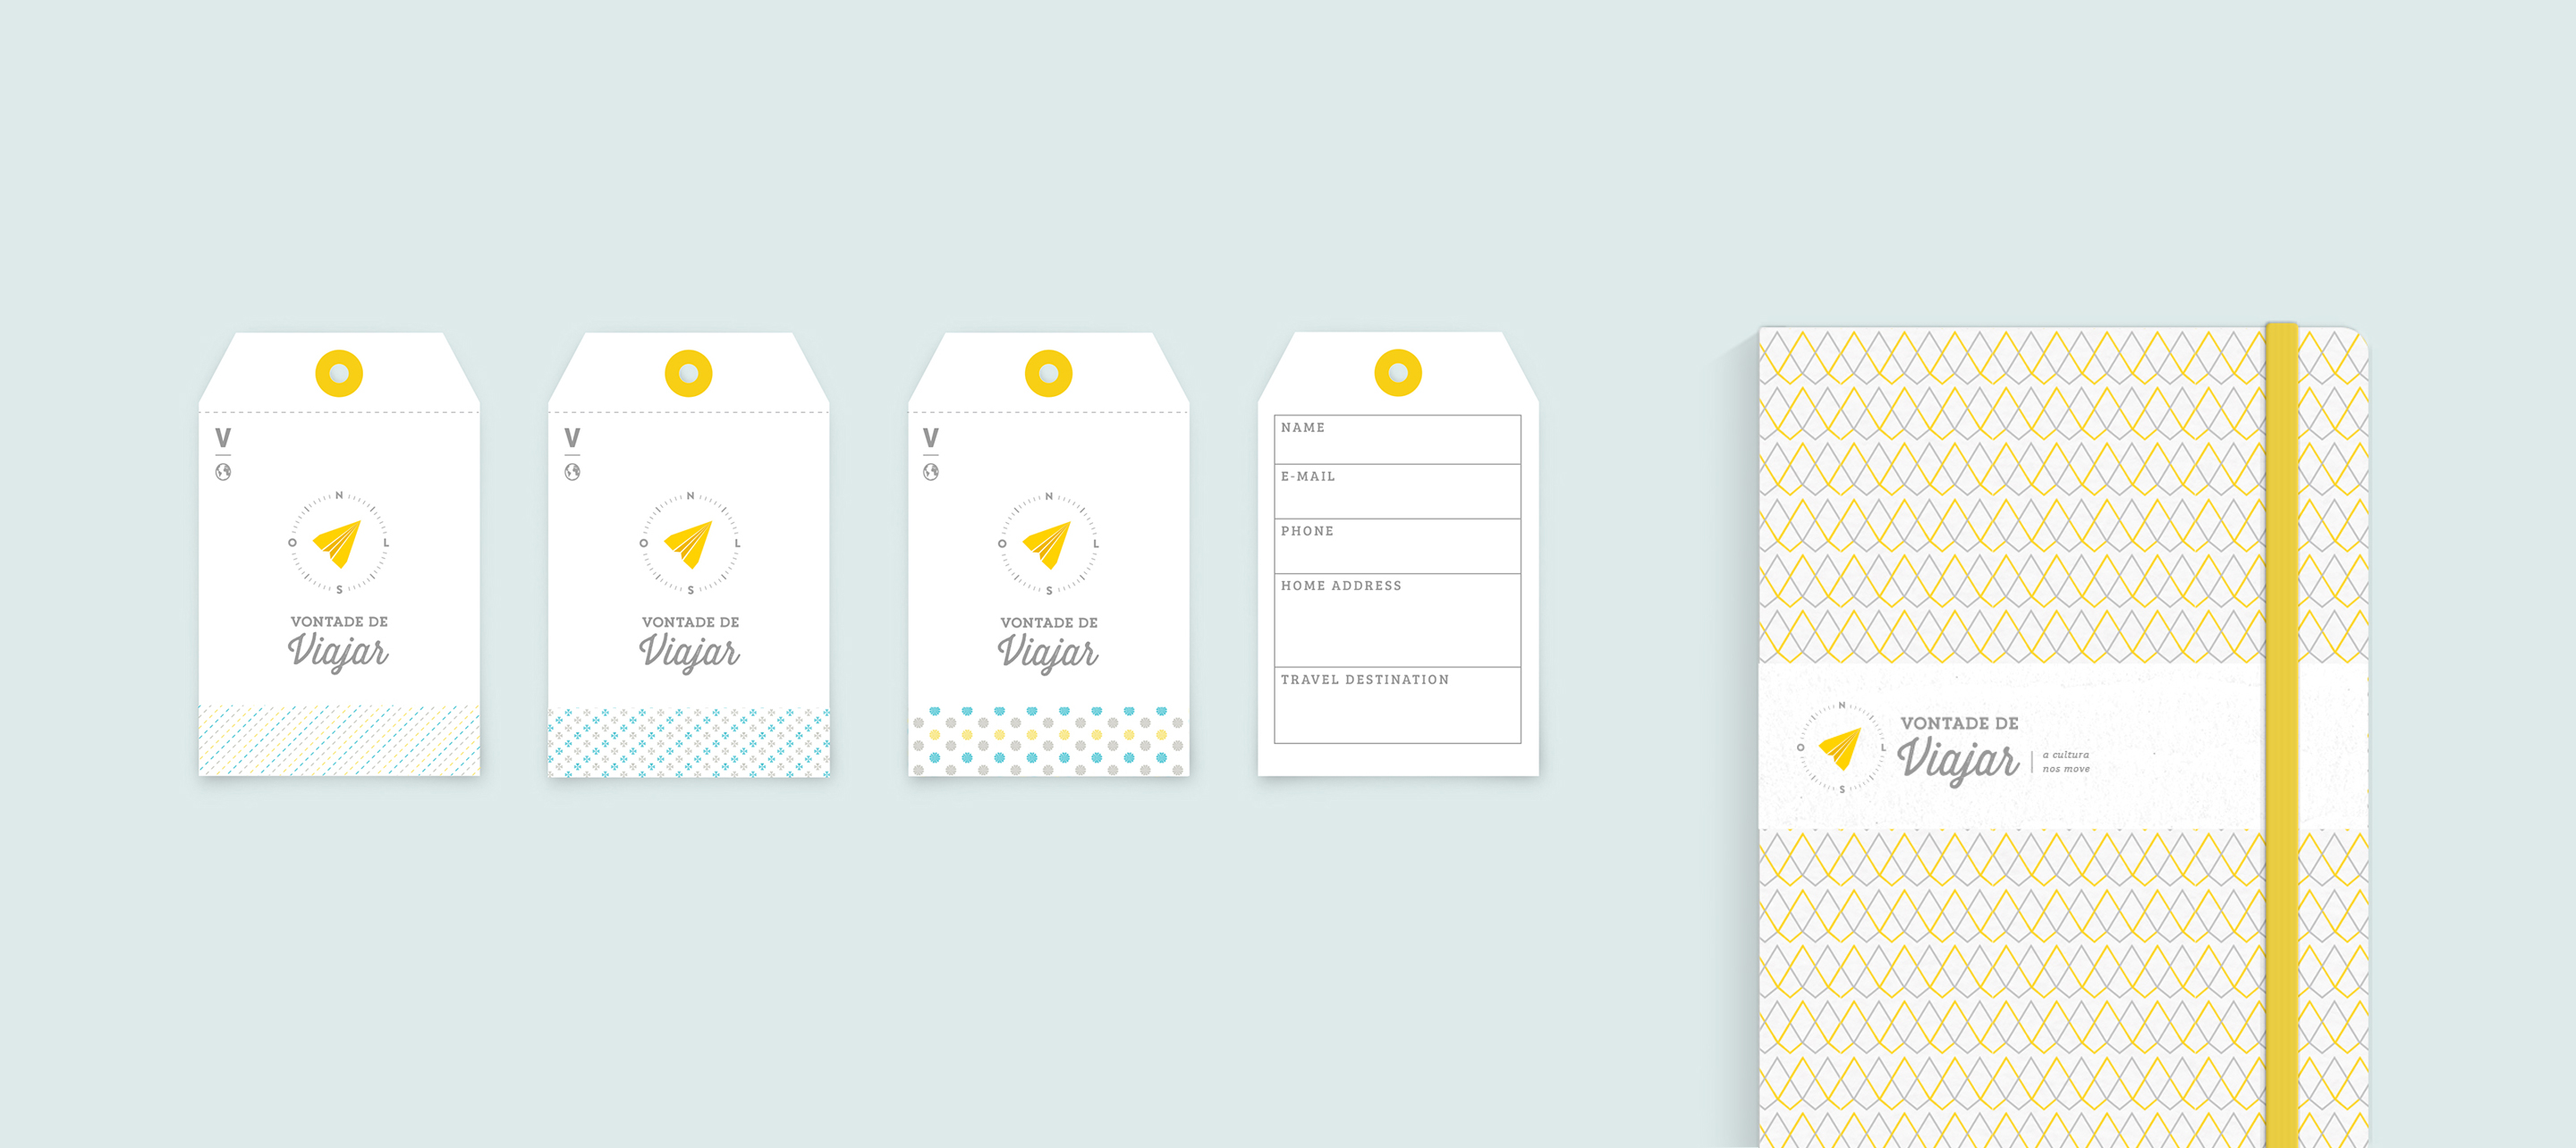 V
N
O
L
S
VONTADE DE
Viajar
V
N
O
L
S
VONTADE DE
Viajar
V
N
O
L
S
VONTADE DE
Viajar
NAME
E-MAIL
PHONE
HOME ADDRESS
TRAVEL DESTINATION
N
O
L
S
VONTADE DE
Viajar
a cultura
nos move